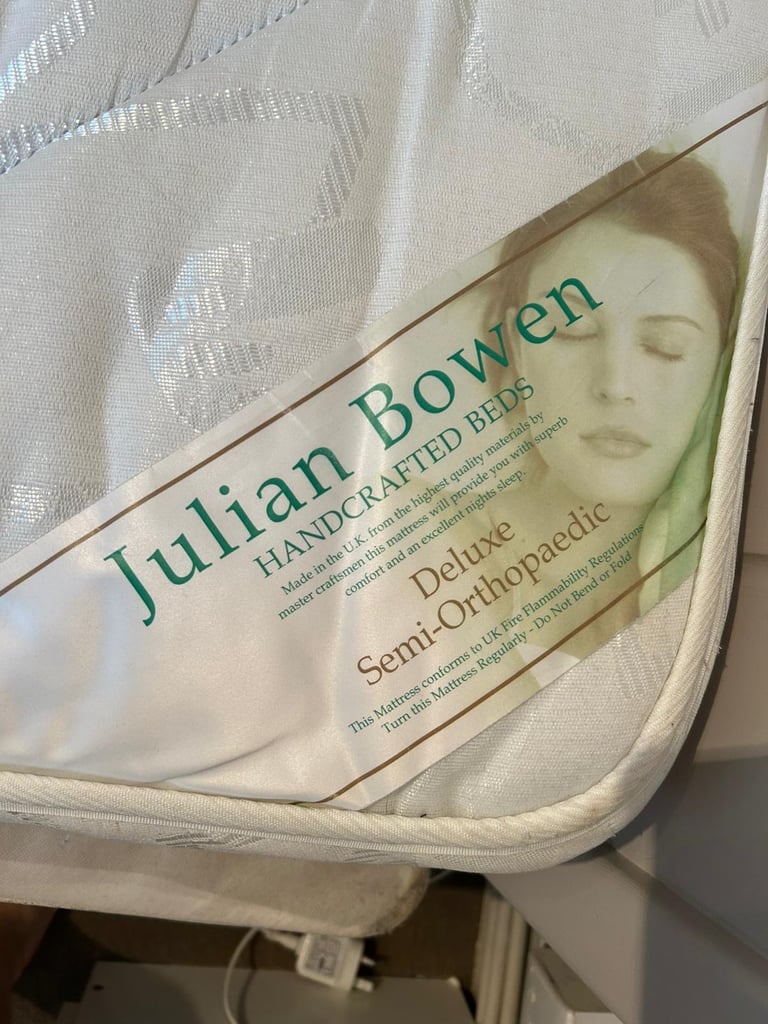 Julian Bowen
HANDCRAFTED BEDS
Made in the U.K. from the highest quality materials by
master craftsmen this mattress will provide you with superb
comfort and an excellent nights sleep.
Deluxe
Semi-Orthopaedic
This Mattress conforms to UK Fire Flammability Regulations
Turn this Mattress Regularly - Do Not Bend or Fold